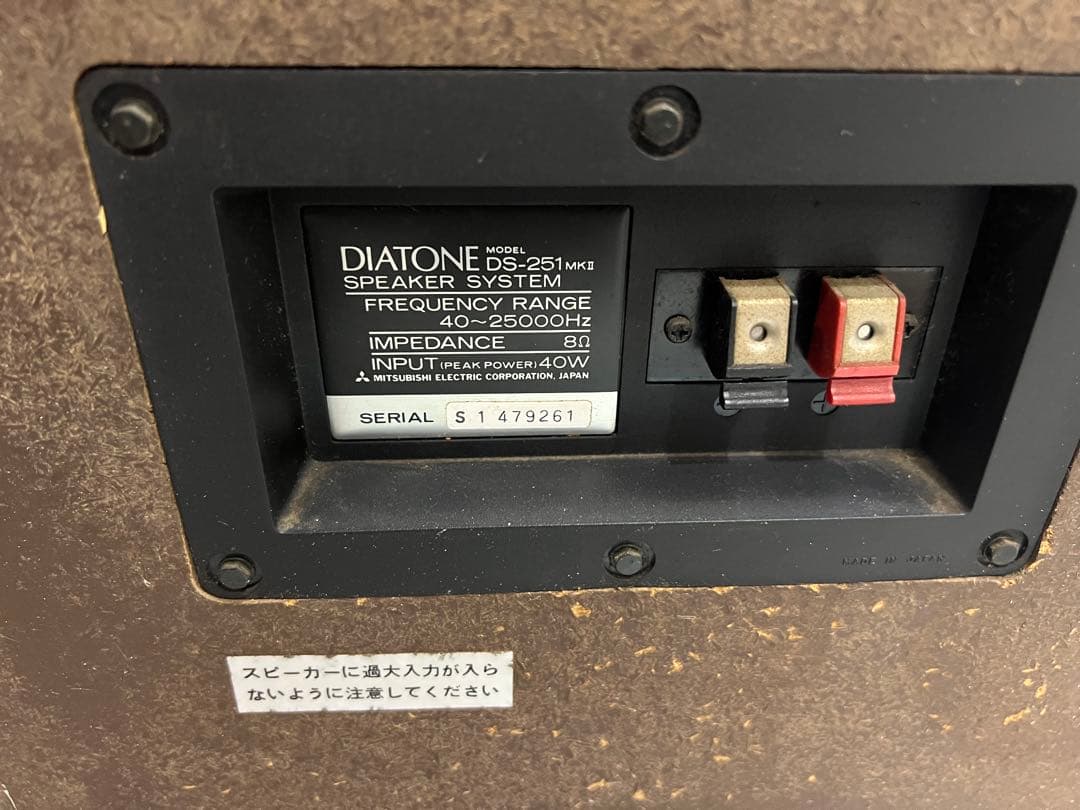 DIATONE MODEL DS-251 MKII
SPEAKER SYSTEM
FREQUENCY RANGE
40~25000Hz
IMPEDANCE 8Ω
INPUT (PEAK POWER) 40W
MITSUBISHI ELECTRIC CORPORATION, JAPAN
SERIAL S 1 479261
MADE IN JAPAN
スピーカーに過大入力が入ら
ないように注意してください